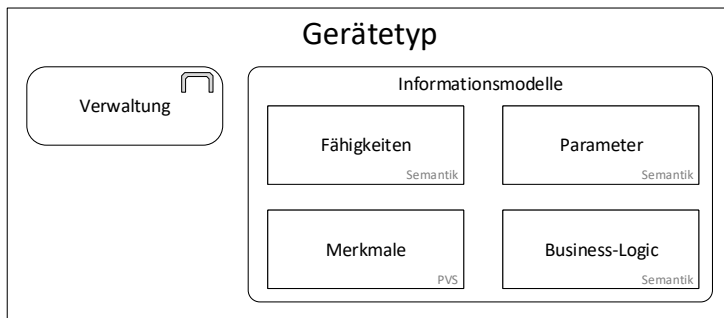 Gerätetyp
Verwaltung
Informationsmodelle
Fähigkeiten
Semantik
Parameter
Semantik
Merkmale
PVS
Business-Logic
Semantik